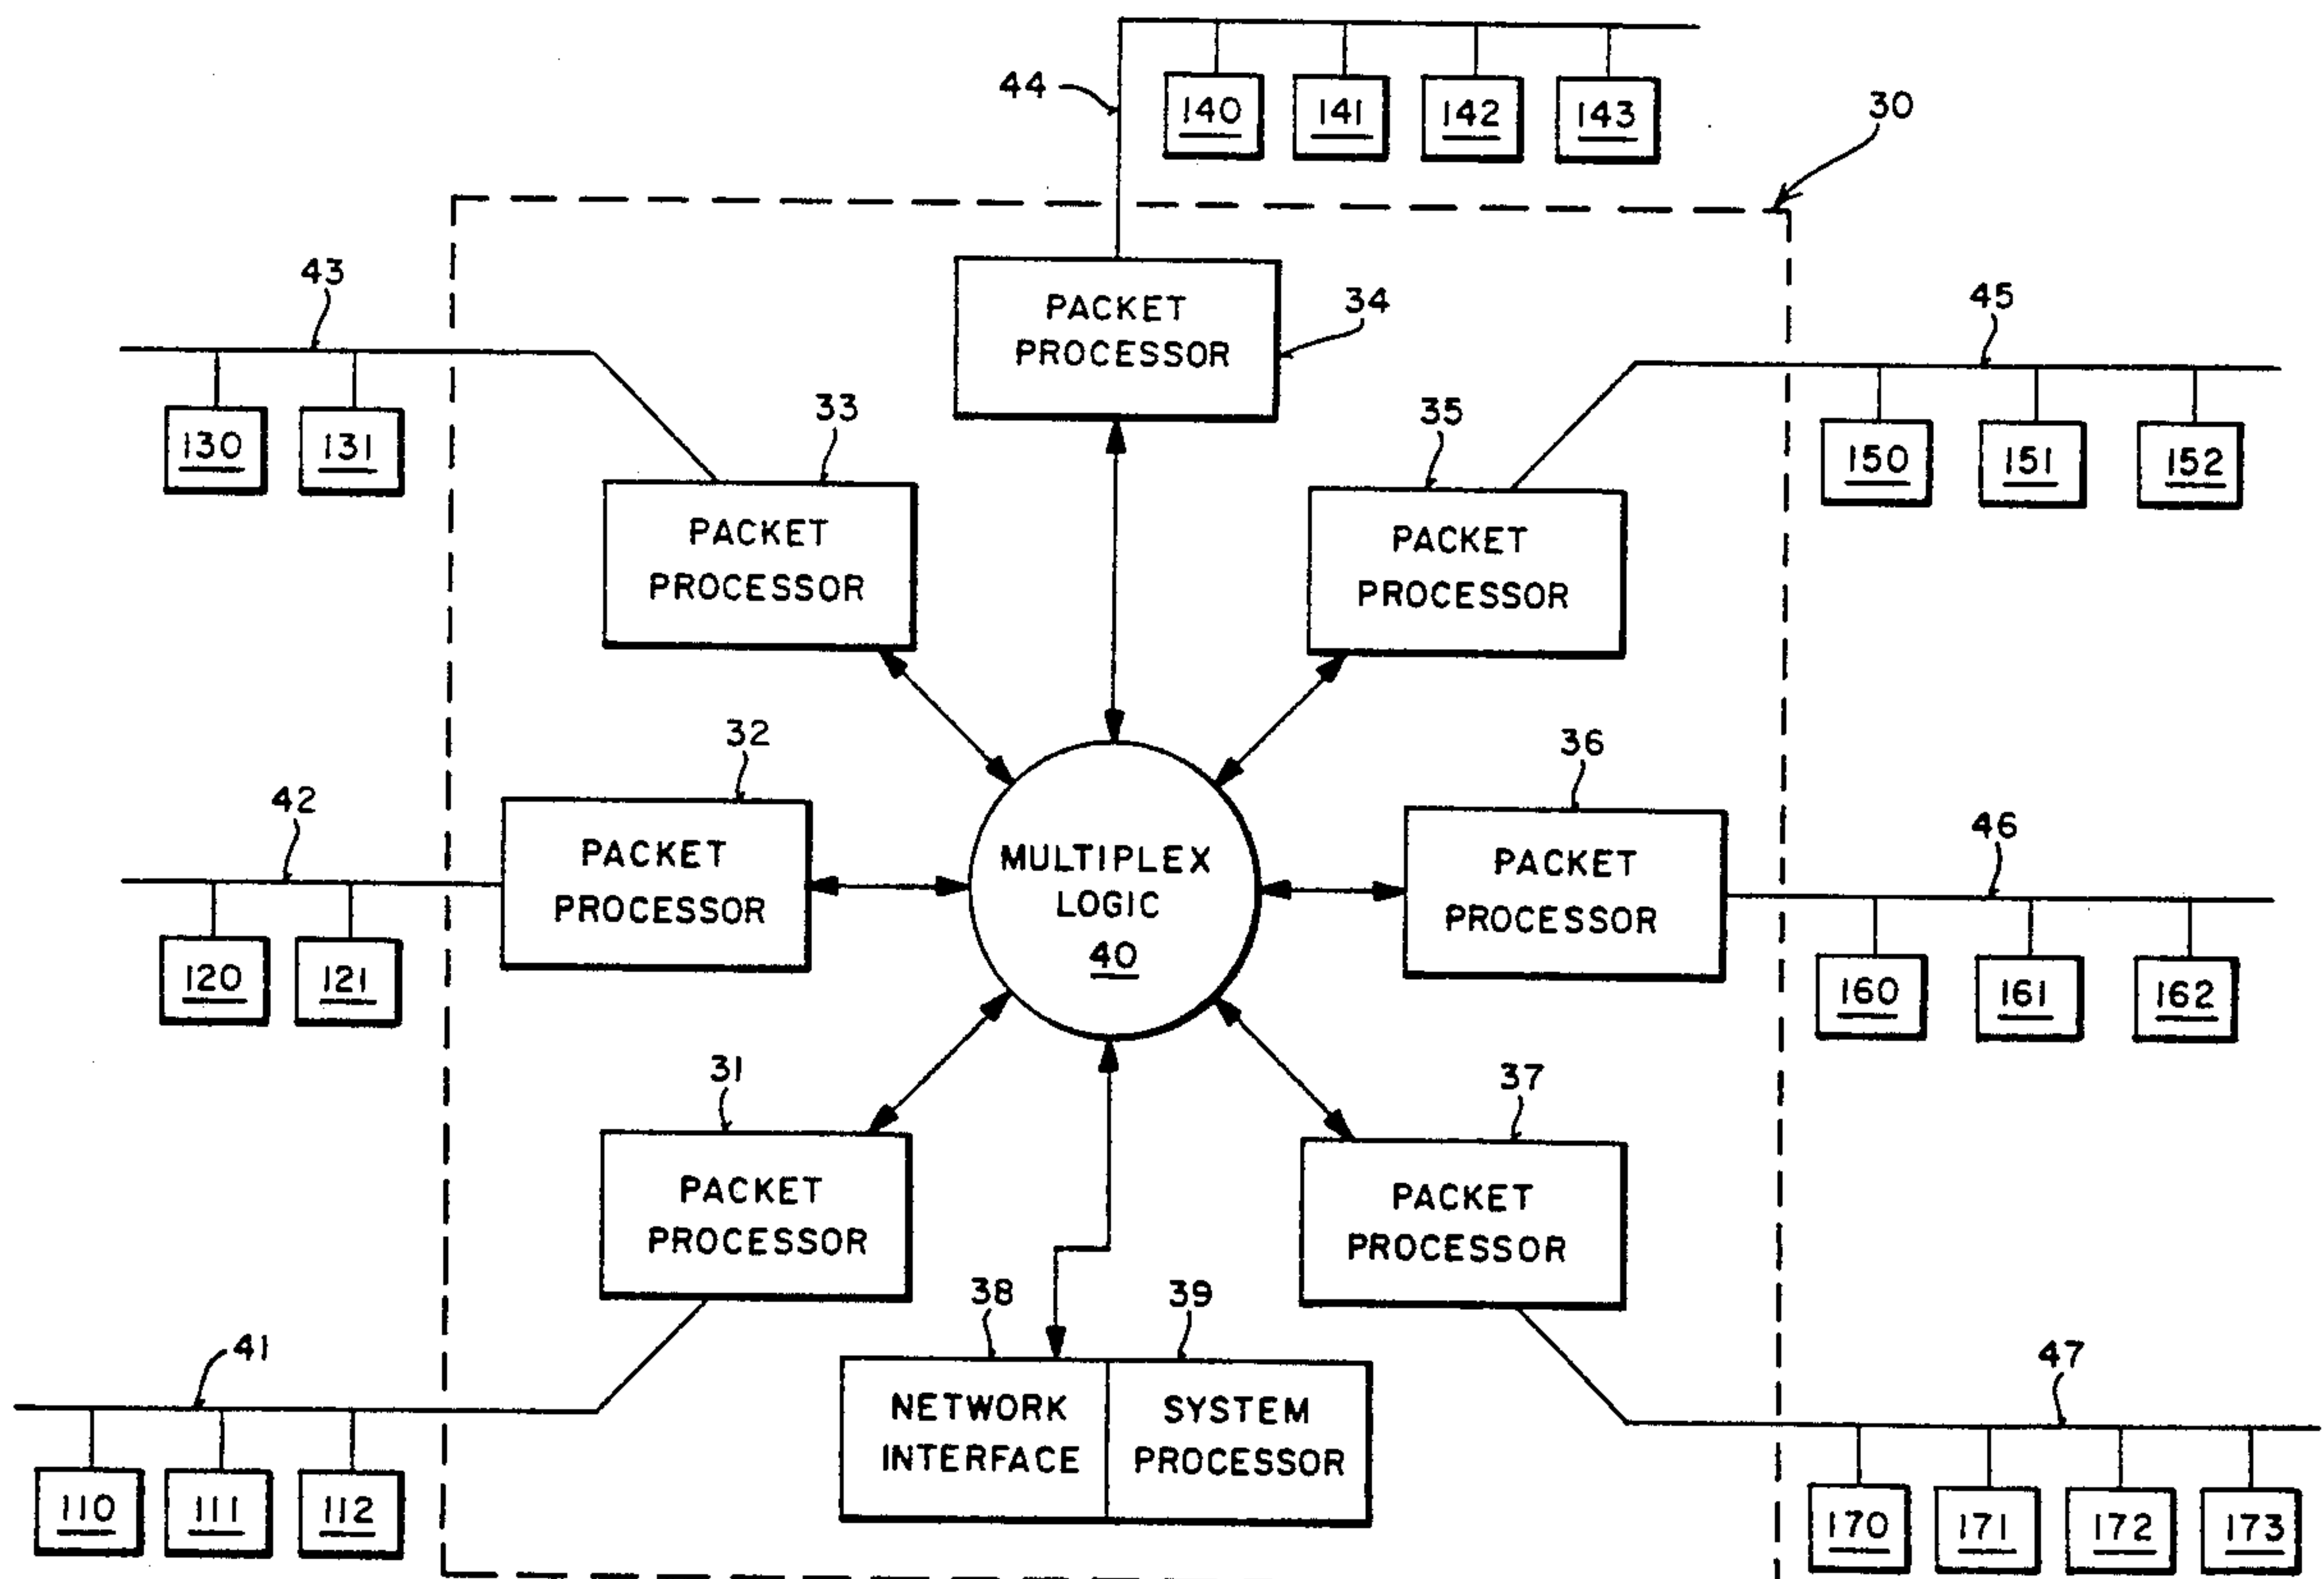 44
140
141
142
143
30
43
130
131
PACKET
PROCESSOR
34
45
150
151
152
33
PACKET
PROCESSOR
35
PACKET
PROCESSOR
42
120
121
32
PACKET
PROCESSOR
MULTIPLEX
LOGIC
40
36
PACKET
PROCESSOR
46
160
161
162
31
PACKET
PROCESSOR
37
PACKET
PROCESSOR
41
110
111
112
38
NETWORK
INTERFACE
39
SYSTEM
PROCESSOR
47
170
171
172
173